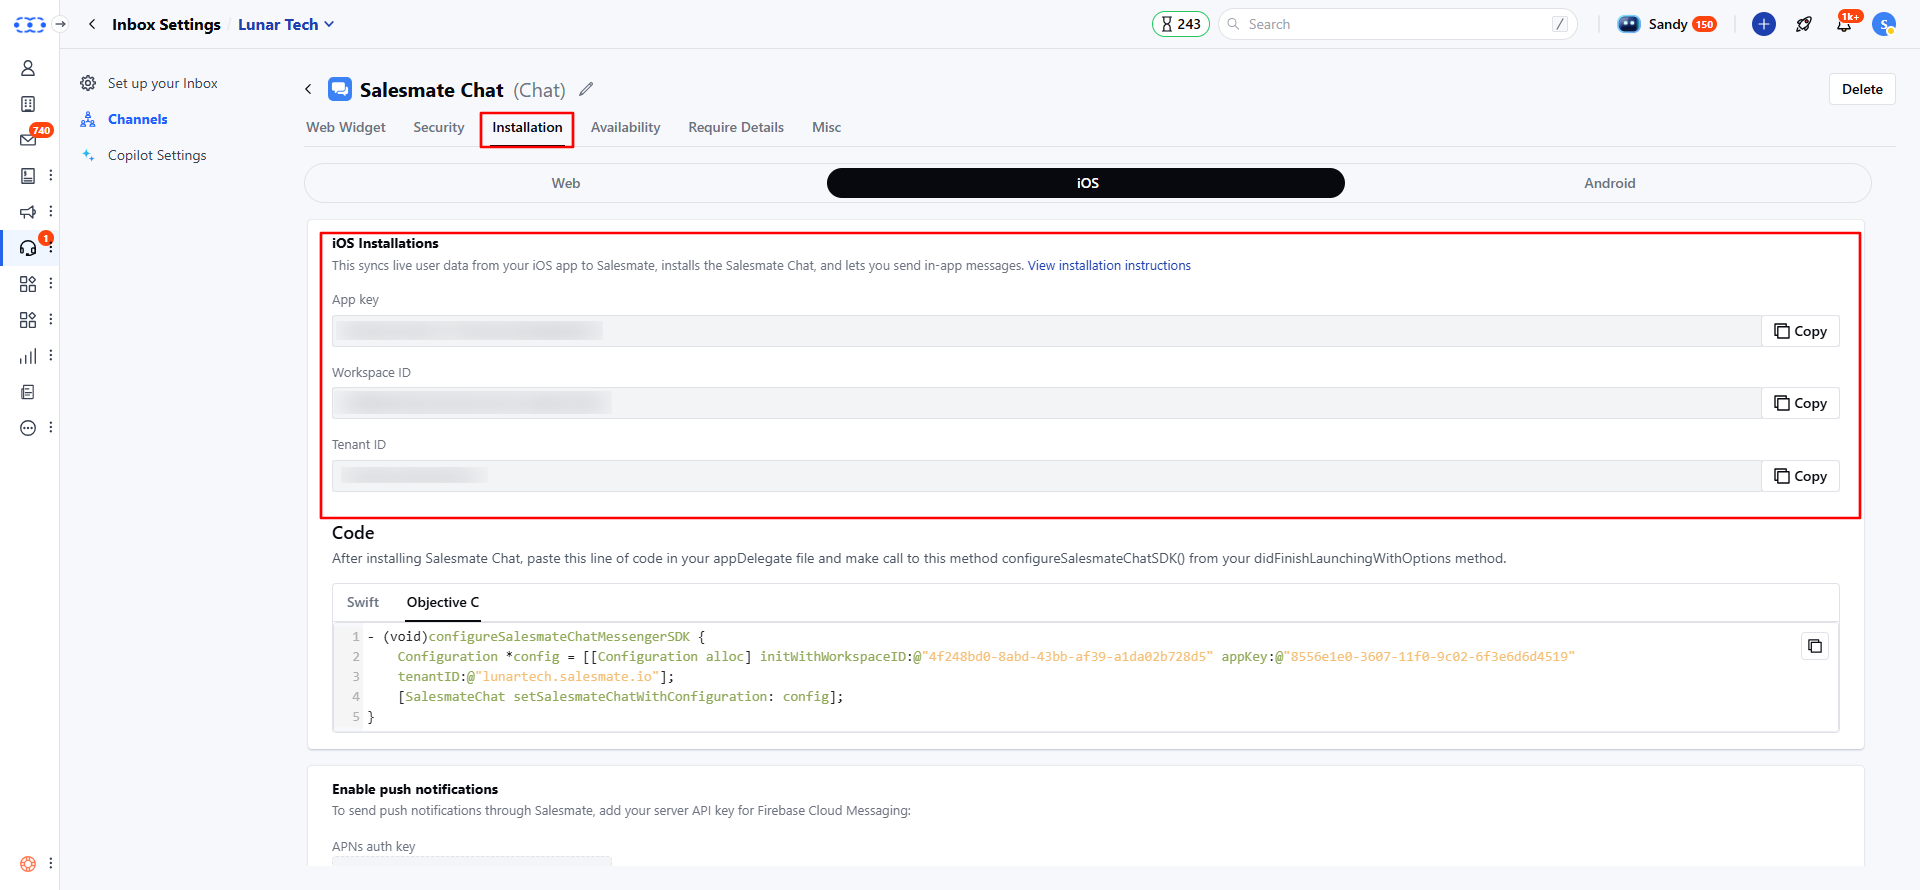 Inbox Settings / Lunar Tech
243
Search /
Sandy 150
1k+
S
740
1
Set up your Inbox
Channels
Copilot Settings
Salesmate Chat (Chat)
Delete
Web Widget Security Installation Availability Require Details Misc
Web iOS Android
iOS Installations
This syncs live user data from your iOS app to Salesmate, installs the Salesmate Chat, and lets you send in-app messages. View installation instructions
App key
Copy
Workspace ID
Copy
Tenant ID
Copy
Code
After installing Salesmate Chat, paste this line of code in your appDelegate file and make call to this method configureSalesmateChatSDK() from your didFinishLaunchingWithOptions method.
Swift Objective C
1 - (void)configureSalesmateChatMessengerSDK {
2 Configuration *config = [[Configuration alloc] initWithWorkspaceID:@"4f248bd0-8abd-43bb-af39-a1da02b728d5" appKey:@"8556e1e0-3607-11f0-9c02-6f3e6d6d4519"
3 tenantID:@"lunartech.salesmate.io"];
4 [SalesmateChat setSalesmateChatWithConfiguration: config];
5 }
Enable push notifications
To send push notifications through Salesmate, add your server API key for Firebase Cloud Messaging:
APNs auth key